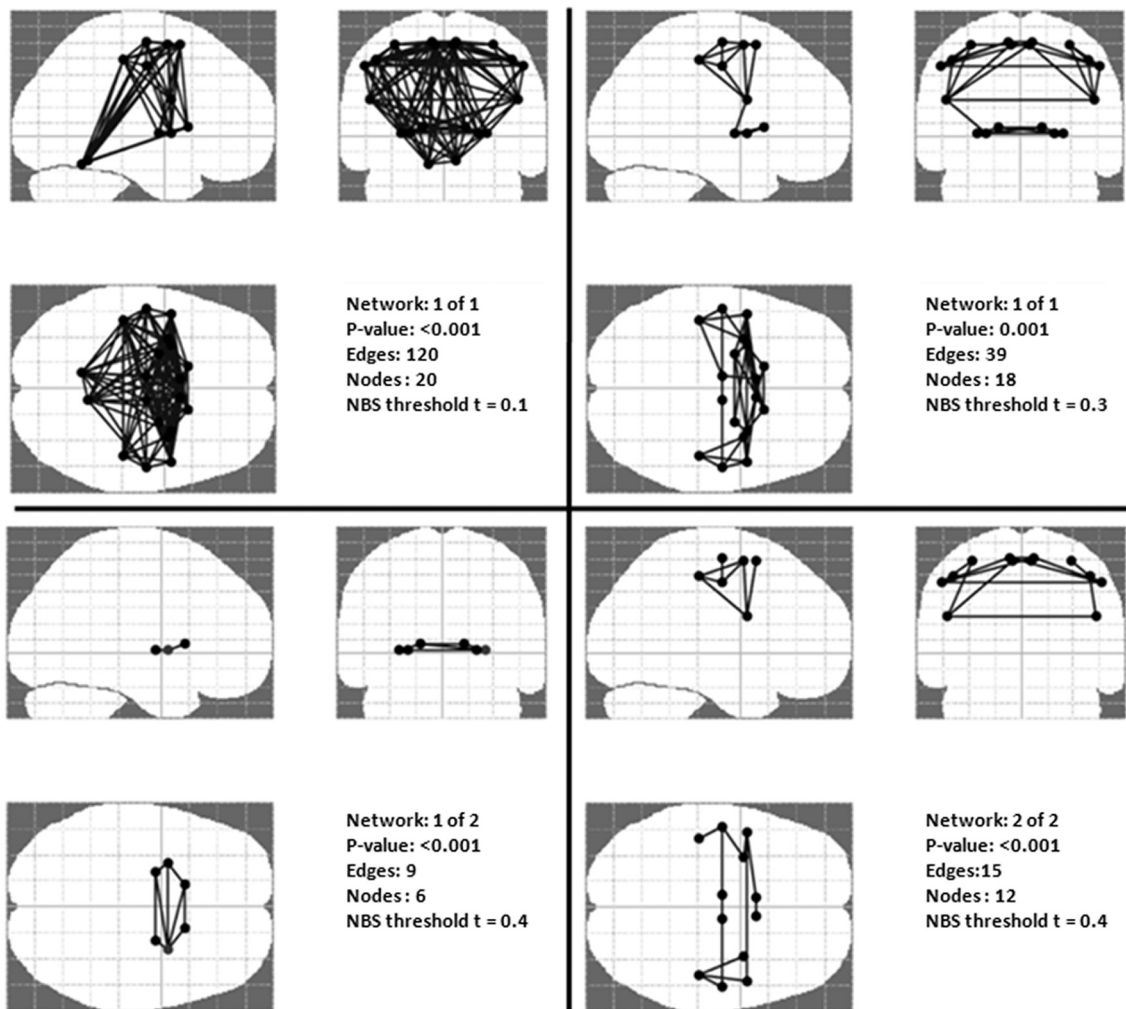 Network: 1 of 1
P-value: <0.001
Edges: 120
Nodes : 20
NBS threshold t = 0.1
Network: 1 of 1
P-value: 0.001
Edges: 39
Nodes : 18
NBS threshold t = 0.3
Network: 1 of 2
P-value: <0.001
Edges: 9
Nodes : 6
NBS threshold t = 0.4
Network: 2 of 2
P-value: <0.001
Edges:15
Nodes : 12
NBS threshold t = 0.4